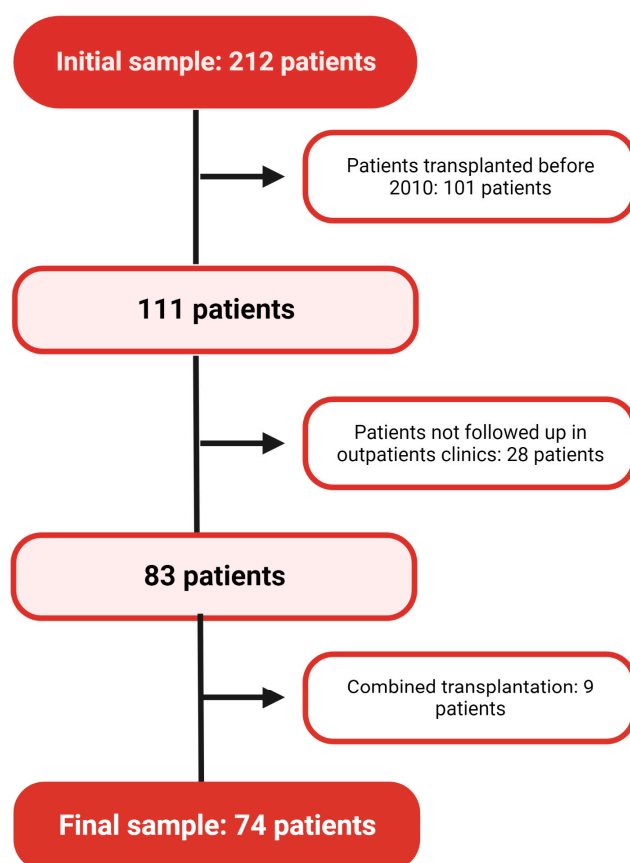 Initial sample: 212 patients
Patients transplanted before
2010: 101 patients
111 patients
Patients not followed up in
outpatients clinics: 28 patients
83 patients
Combined transplantation: 9
patients
Final sample: 74 patients